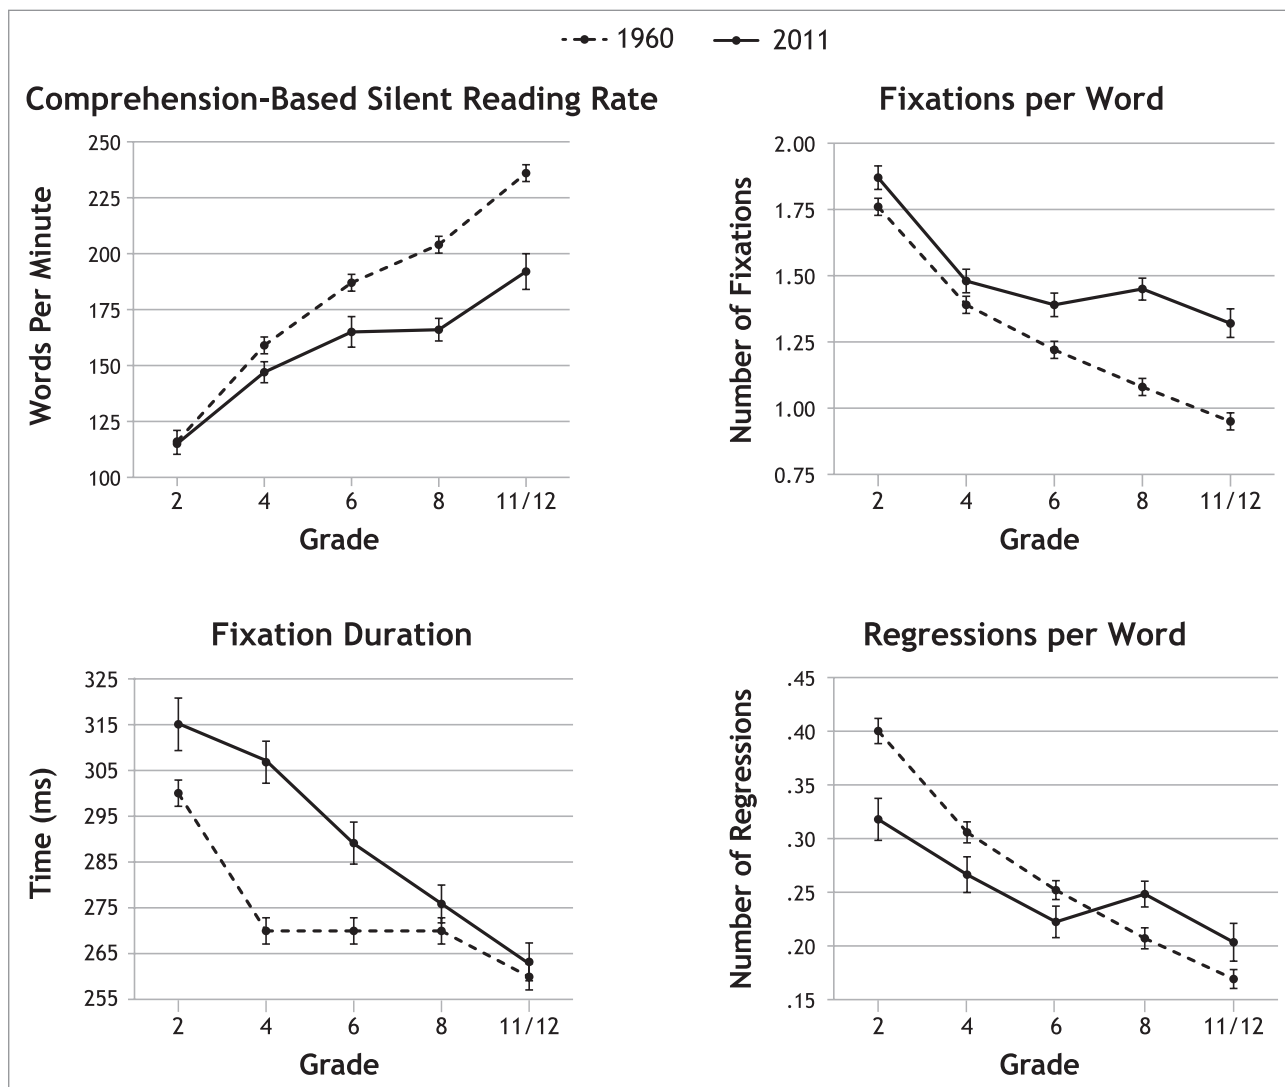 1960 2011
Comprehension-Based Silent Reading Rate
Words Per Minute
250
225
200
175
150
125
100
2 4 6 8 11/12
Grade
Fixations per Word
Number of Fixations
2.00
1.75
1.50
1.25
1.00
0.75
2 4 6 8 11/12
Grade
Fixation Duration
Time (ms)
325
315
305
295
285
275
265
255
2 4 6 8 11/12
Grade
Regressions per Word
Number of Regressions
.45
.40
.35
.30
.25
.20
.15
2 4 6 8 11/12
Grade